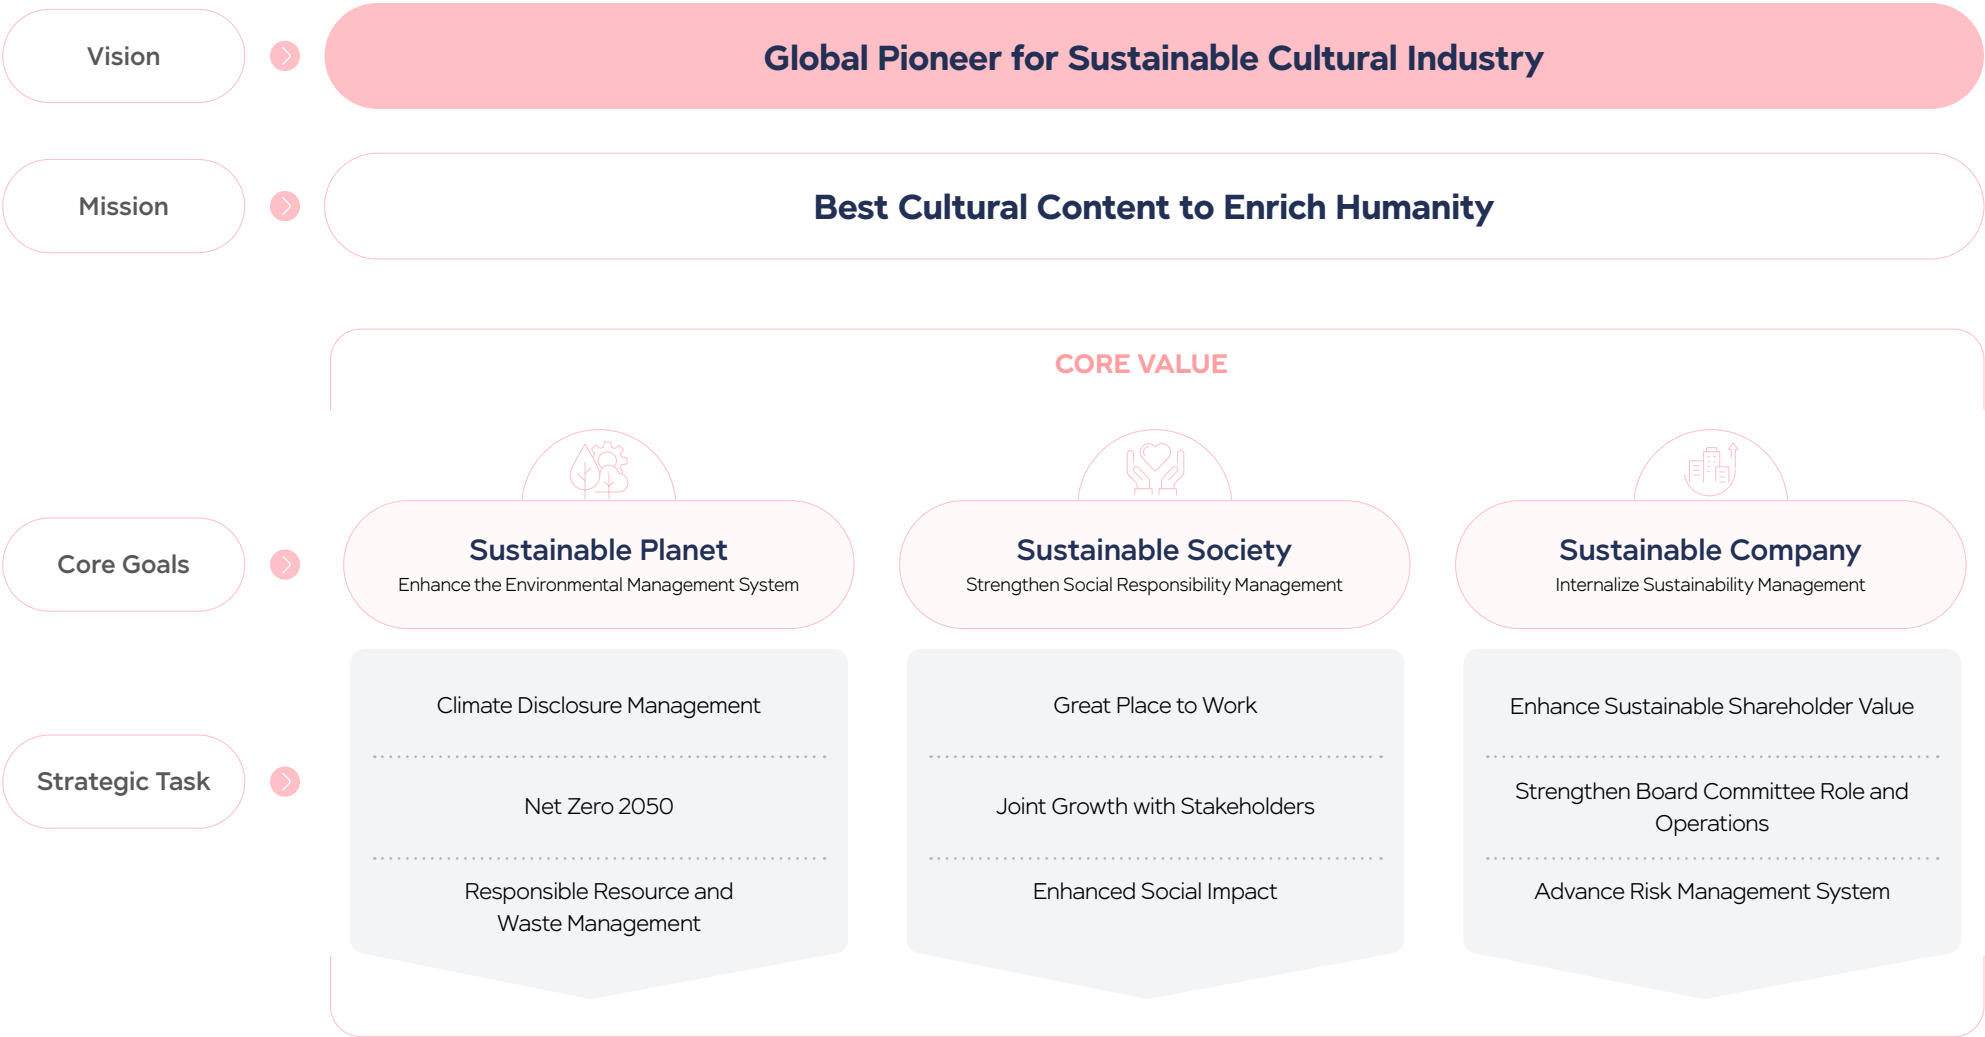 Vision
Global Pioneer for Sustainable Cultural Industry
Mission
Best Cultural Content to Enrich Humanity
CORE VALUE
Core Goals
Sustainable Planet
Enhance the Environmental Management System
Sustainable Society
Strengthen Social Responsibility Management
Sustainable Company
Internalize Sustainability Management
Strategic Task
Climate Disclosure Management
Net Zero 2050
Responsible Resource and
Waste Management
Great Place to Work
Joint Growth with Stakeholders
Enhanced Social Impact
Enhance Sustainable Shareholder Value
Strengthen Board Committee Role and
Operations
Advance Risk Management System